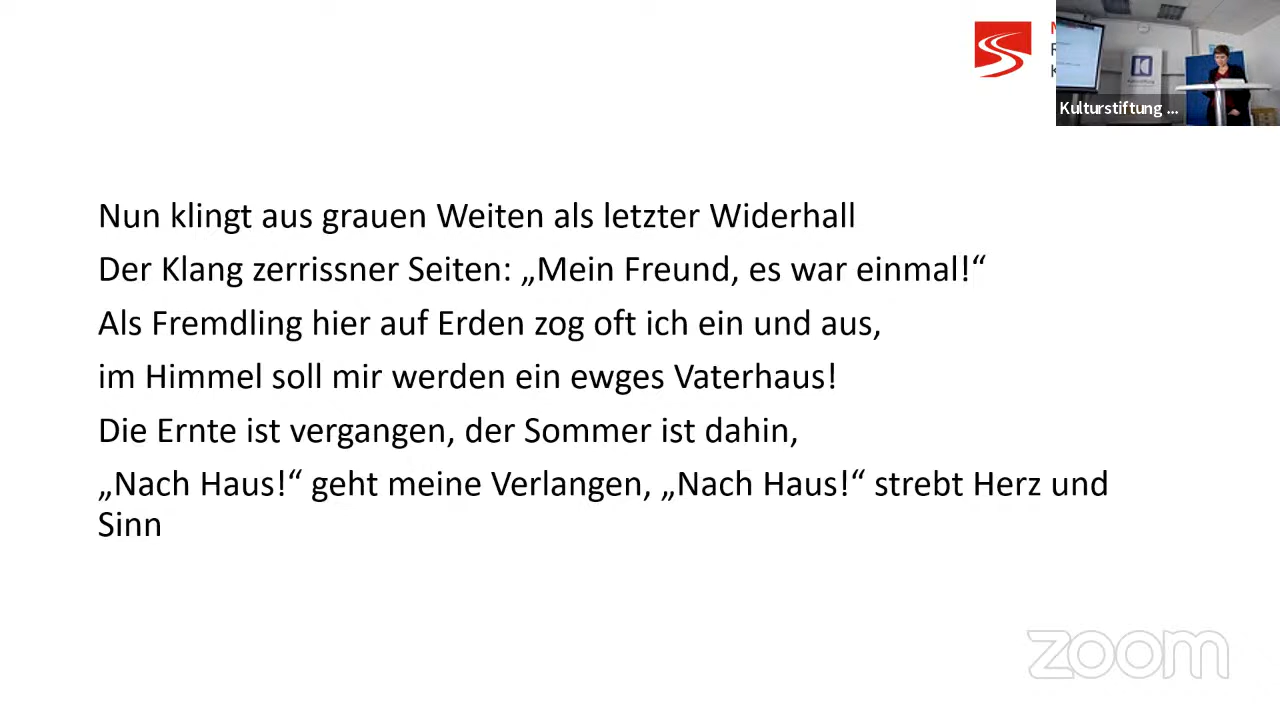 Nun klingt aus grauen Weiten als letzter Widerhall
Der Klang zerrissner Seiten: „Mein Freund, es war einmal!“
Als Fremdling hier auf Erden zog oft ich ein und aus,
im Himmel soll mir werden ein ewges Vaterhaus!
Die Ernte ist vergangen, der Sommer ist dahin,
„Nach Haus!“ geht meine Verlangen, „Nach Haus!“ strebt Herz und
Sinn
Kulturstiftung ...
zoom